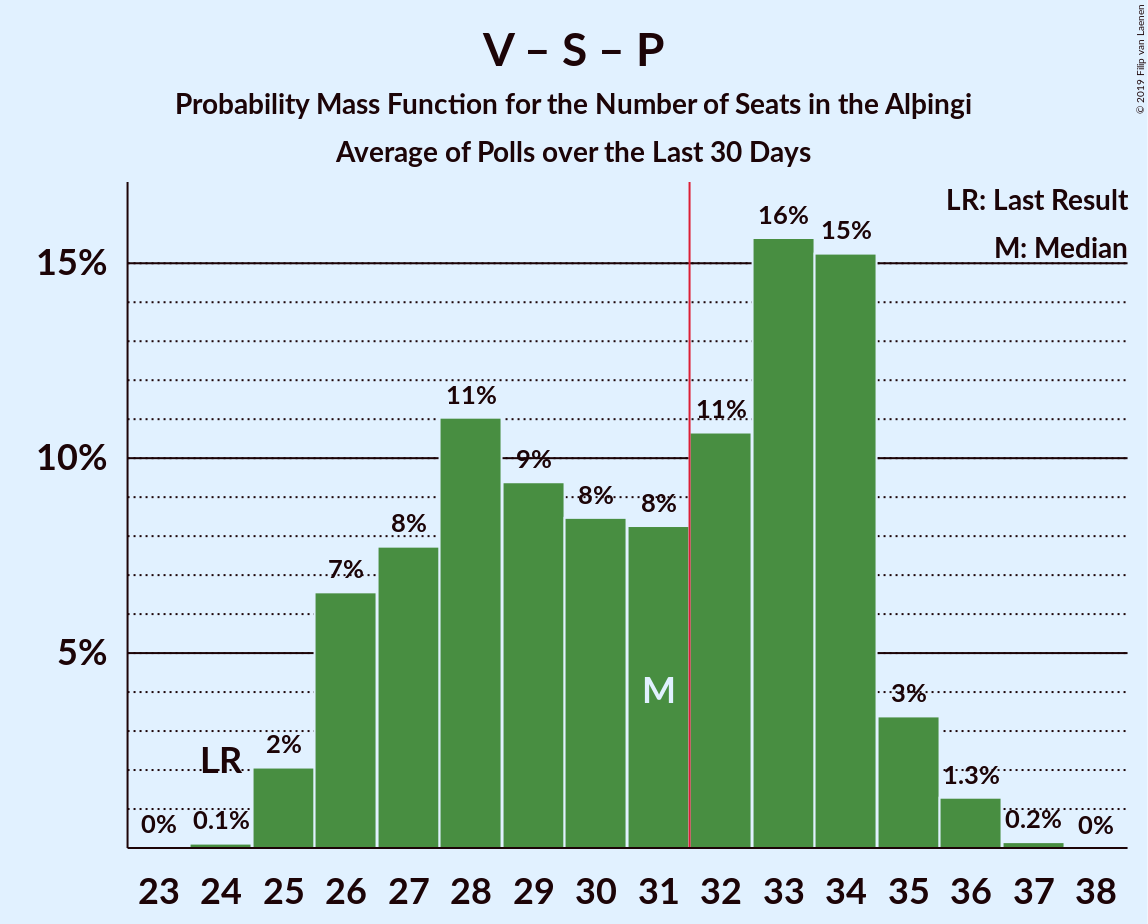 V – S – P
Probability Mass Function for the Number of Seats in the Alþingi
Average of Polls over the Last 30 Days
© 2019 Filip van Laenen
LR: Last Result
M: Median
15%
10%
5%
0%
0.1%
2%
7%
8%
11%
9%
8%
8%
11%
16%
15%
3%
1.3%
0.2%
0%
LR
M
23 24 25 26 27 28 29 30 31 32 33 34 35 36 37 38